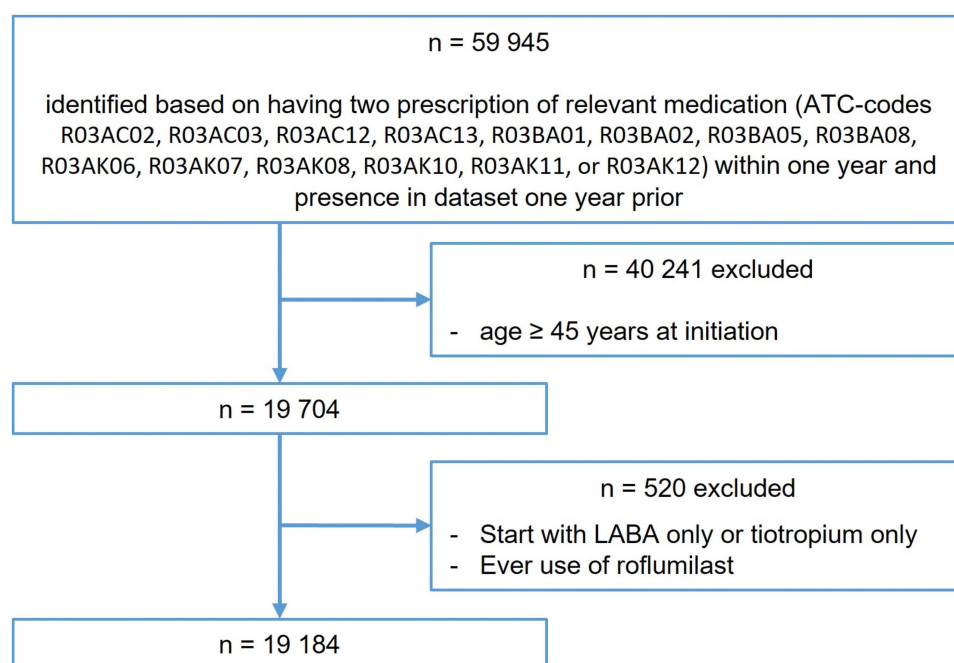 n = 59 945
identified based on having two prescription of relevant medication (ATC-codes
R03AC02, R03AC03, R03AC12, R03AC13, R03BA01, R03BA02, R03BA05, R03BA08,
R03AK06, R03AK07, R03AK08, R03AK10, R03AK11, or R03AK12) within one year and
presence in dataset one year prior
n = 40 241 excluded
- age ≥ 45 years at initiation
n = 19 704
n = 520 excluded
- Start with LABA only or tiotropium only
- Ever use of roflumilast
n = 19 184